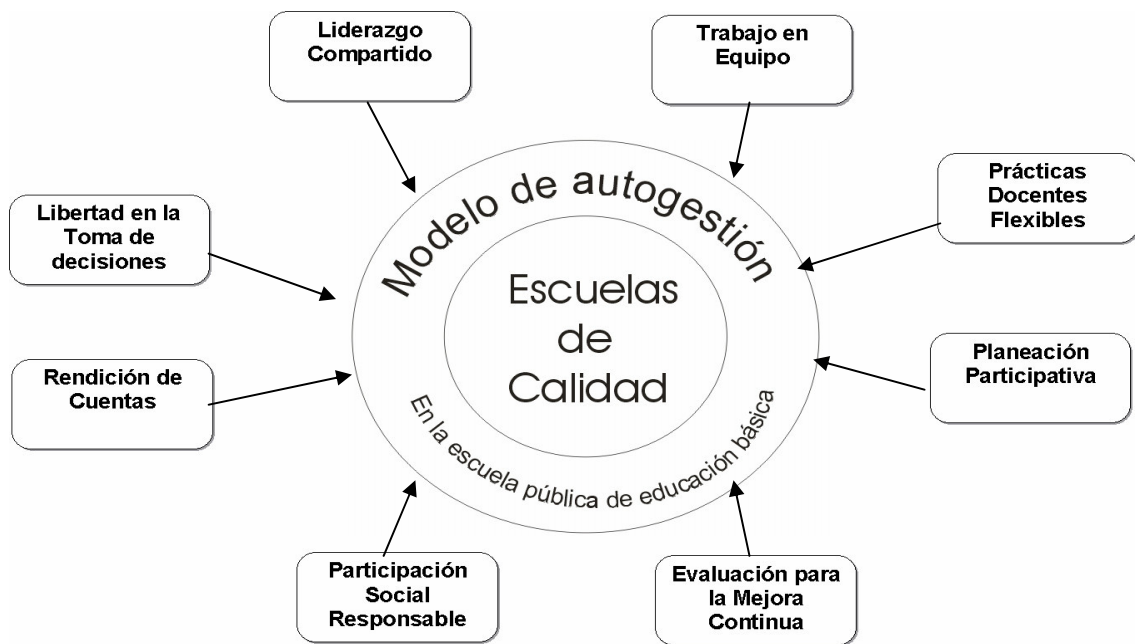 Liderazgo
Compartido
Trabajo en
Equipo
Prácticas
Docentes
Flexibles
Libertad en la
Toma de
decisiones
Modelo de autogestión
Escuelas
de
Calidad
En la escuela pública de educación básica
Rendición de
Cuentas
Planeación
Participativa
Participación
Social
Responsable
Evaluación para
la Mejora
Continua